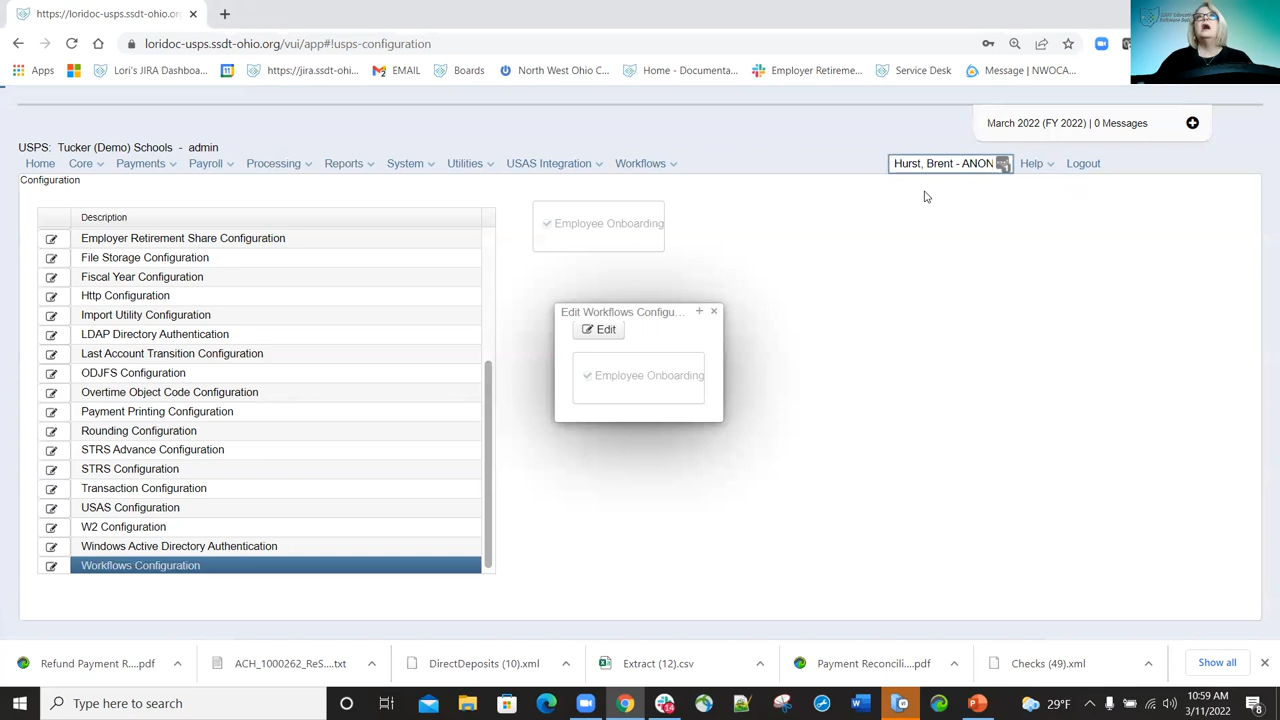 https://loridoc-usps.ssdt-ohio.org
loridoc-usps.ssdt-ohio.org/vui/app#!usps-configuration
Apps
Lori's JIRA Dashboa...
https://jira.ssdt-ohi...
EMAIL
Boards
North West Ohio C...
Home - Documenta...
Employer Retireme...
Service Desk
Message | NWOCA...
March 2022 (FY 2022) | 0 Messages
USPS: Tucker (Demo) Schools - admin
Home Core Payments Payroll Processing Reports System Utilities USAS Integration Workflows Hurst, Brent - ANON Help Logout
Configuration
Description
Employer Retirement Share Configuration
File Storage Configuration
Fiscal Year Configuration
Http Configuration
Import Utility Configuration
LDAP Directory Authentication
Last Account Transition Configuration
ODJFS Configuration
Overtime Object Code Configuration
Payment Printing Configuration
Rounding Configuration
STRS Advance Configuration
STRS Configuration
Transaction Configuration
USAS Configuration
W2 Configuration
Windows Active Directory Authentication
Workflows Configuration
Employee Onboarding
Edit Workflows Configu...
Edit
Employee Onboarding
Refund Payment R....pdf
ACH_1000262_ReS....txt
DirectDeposits (10).xml
Extract (12).csv
Payment Reconcili....pdf
Checks (49).xml
Show all
Type here to search
14
29°F
10:59 AM
3/11/2022
8